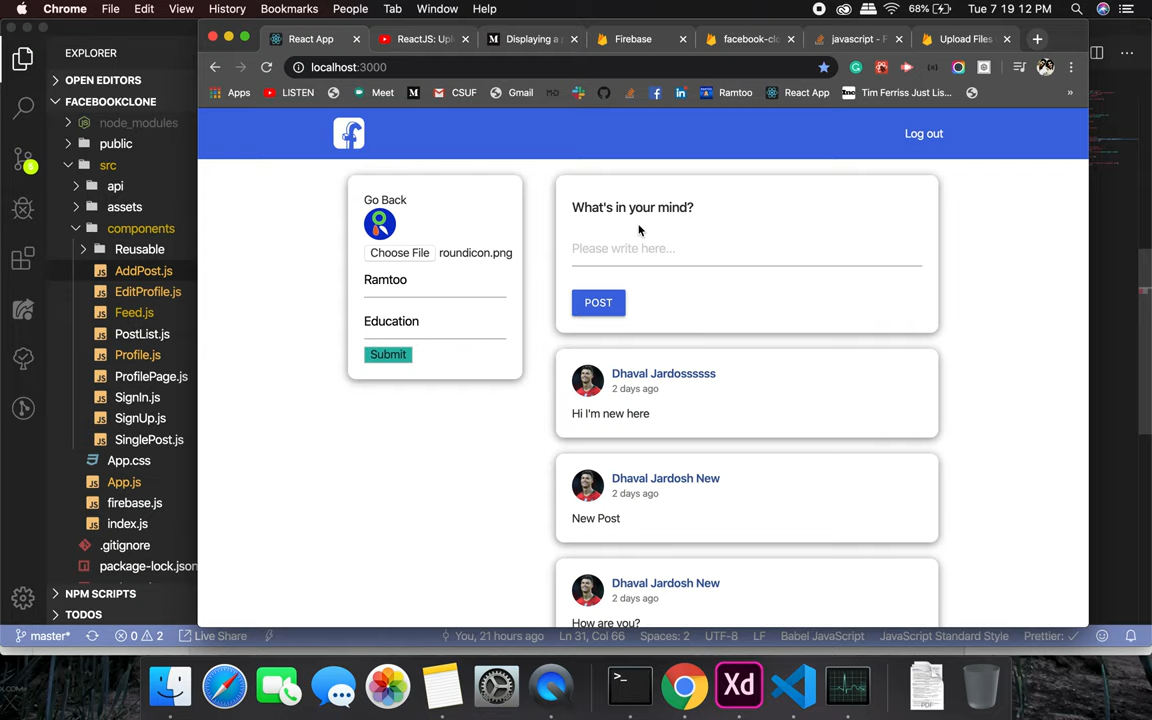 Chrome File Edit View History Bookmarks People Tab Window Help 68% Tue 7 19 12 PM
React App ReactJS: Upl Displaying a Firebase facebook-clo javascript - F Upload Files
localhost:3000
Apps LISTEN Meet CSUF Gmail Ramtoo React App Inc Tim Ferriss Just Lis... »
EXPLORER
OPEN EDITORS
FACEBOOKCLONE
node_modules
public
src
api
assets
components
Reusable
AddPost.js
EditProfile.js
Feed.js
PostList.js
Profile.js
ProfilePage.js
SignIn.js
SignUp.js
SinglePost.js
App.css
App.js
firebase.js
index.js
.gitignore
package-lock.json
NPM SCRIPTS
TODOS
Log out
Go Back
Choose File roundicon.png
Ramtoo
Education
Submit
What's in your mind?
Please write here...
POST
Dhaval Jardossssss
2 days ago
Hi I'm new here
Dhaval Jardosh New
2 days ago
New Post
Dhaval Jardosh New
2 days ago
How are you?
master* 0 2 Live Share You, 21 hours ago Ln 31, Col 66 Spaces: 2 UTF-8 LF Babel JavaScript JavaScript Standard Style Prettier: ✓
Xd
PDF